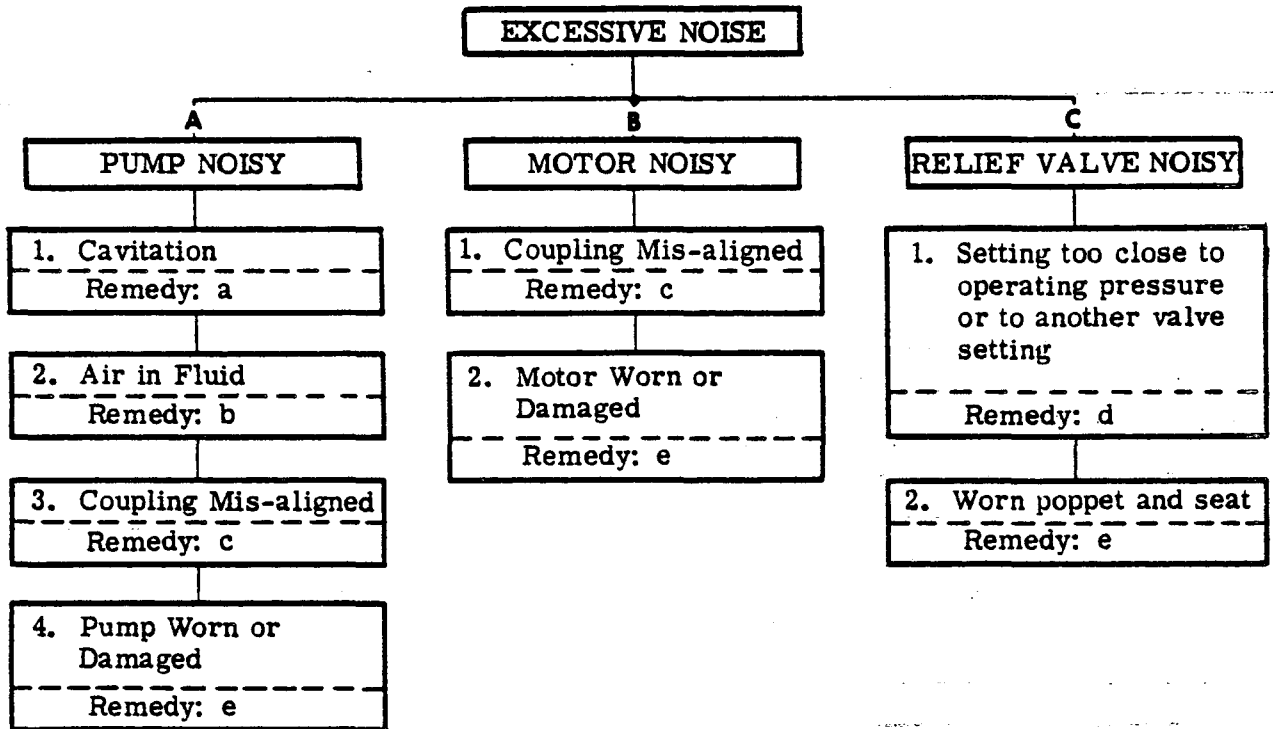 EXCESSIVE NOISE
A
PUMP NOISY
1. Cavitation
Remedy: a
2. Air in Fluid
Remedy: b
3. Coupling Mis-aligned
Remedy: c
4. Pump Worn or
Damaged
Remedy: e
B
MOTOR NOISY
1. Coupling Mis-aligned
Remedy: c
2. Motor Worn or
Damaged
Remedy: e
C
RELIEF VALVE NOISY
1. Setting too close to
operating pressure
or to another valve
setting
Remedy: d
2. Worn poppet and seat
Remedy: e